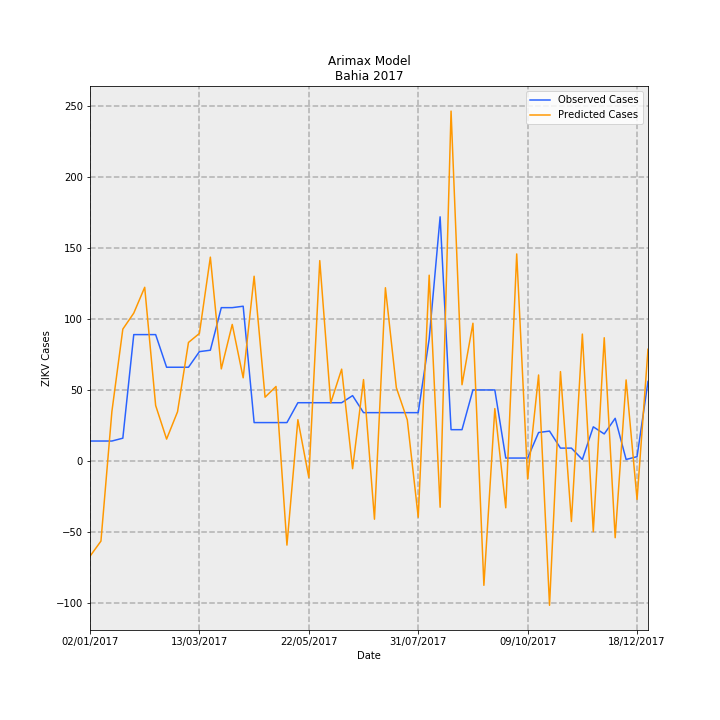 Arimax Model
Bahia 2017
Observed Cases
Predicted Cases
ZIKV Cases
250
200
150
100
50
0
−50
−100
02/01/2017 13/03/2017 22/05/2017 31/07/2017 09/10/2017 18/12/2017
Date